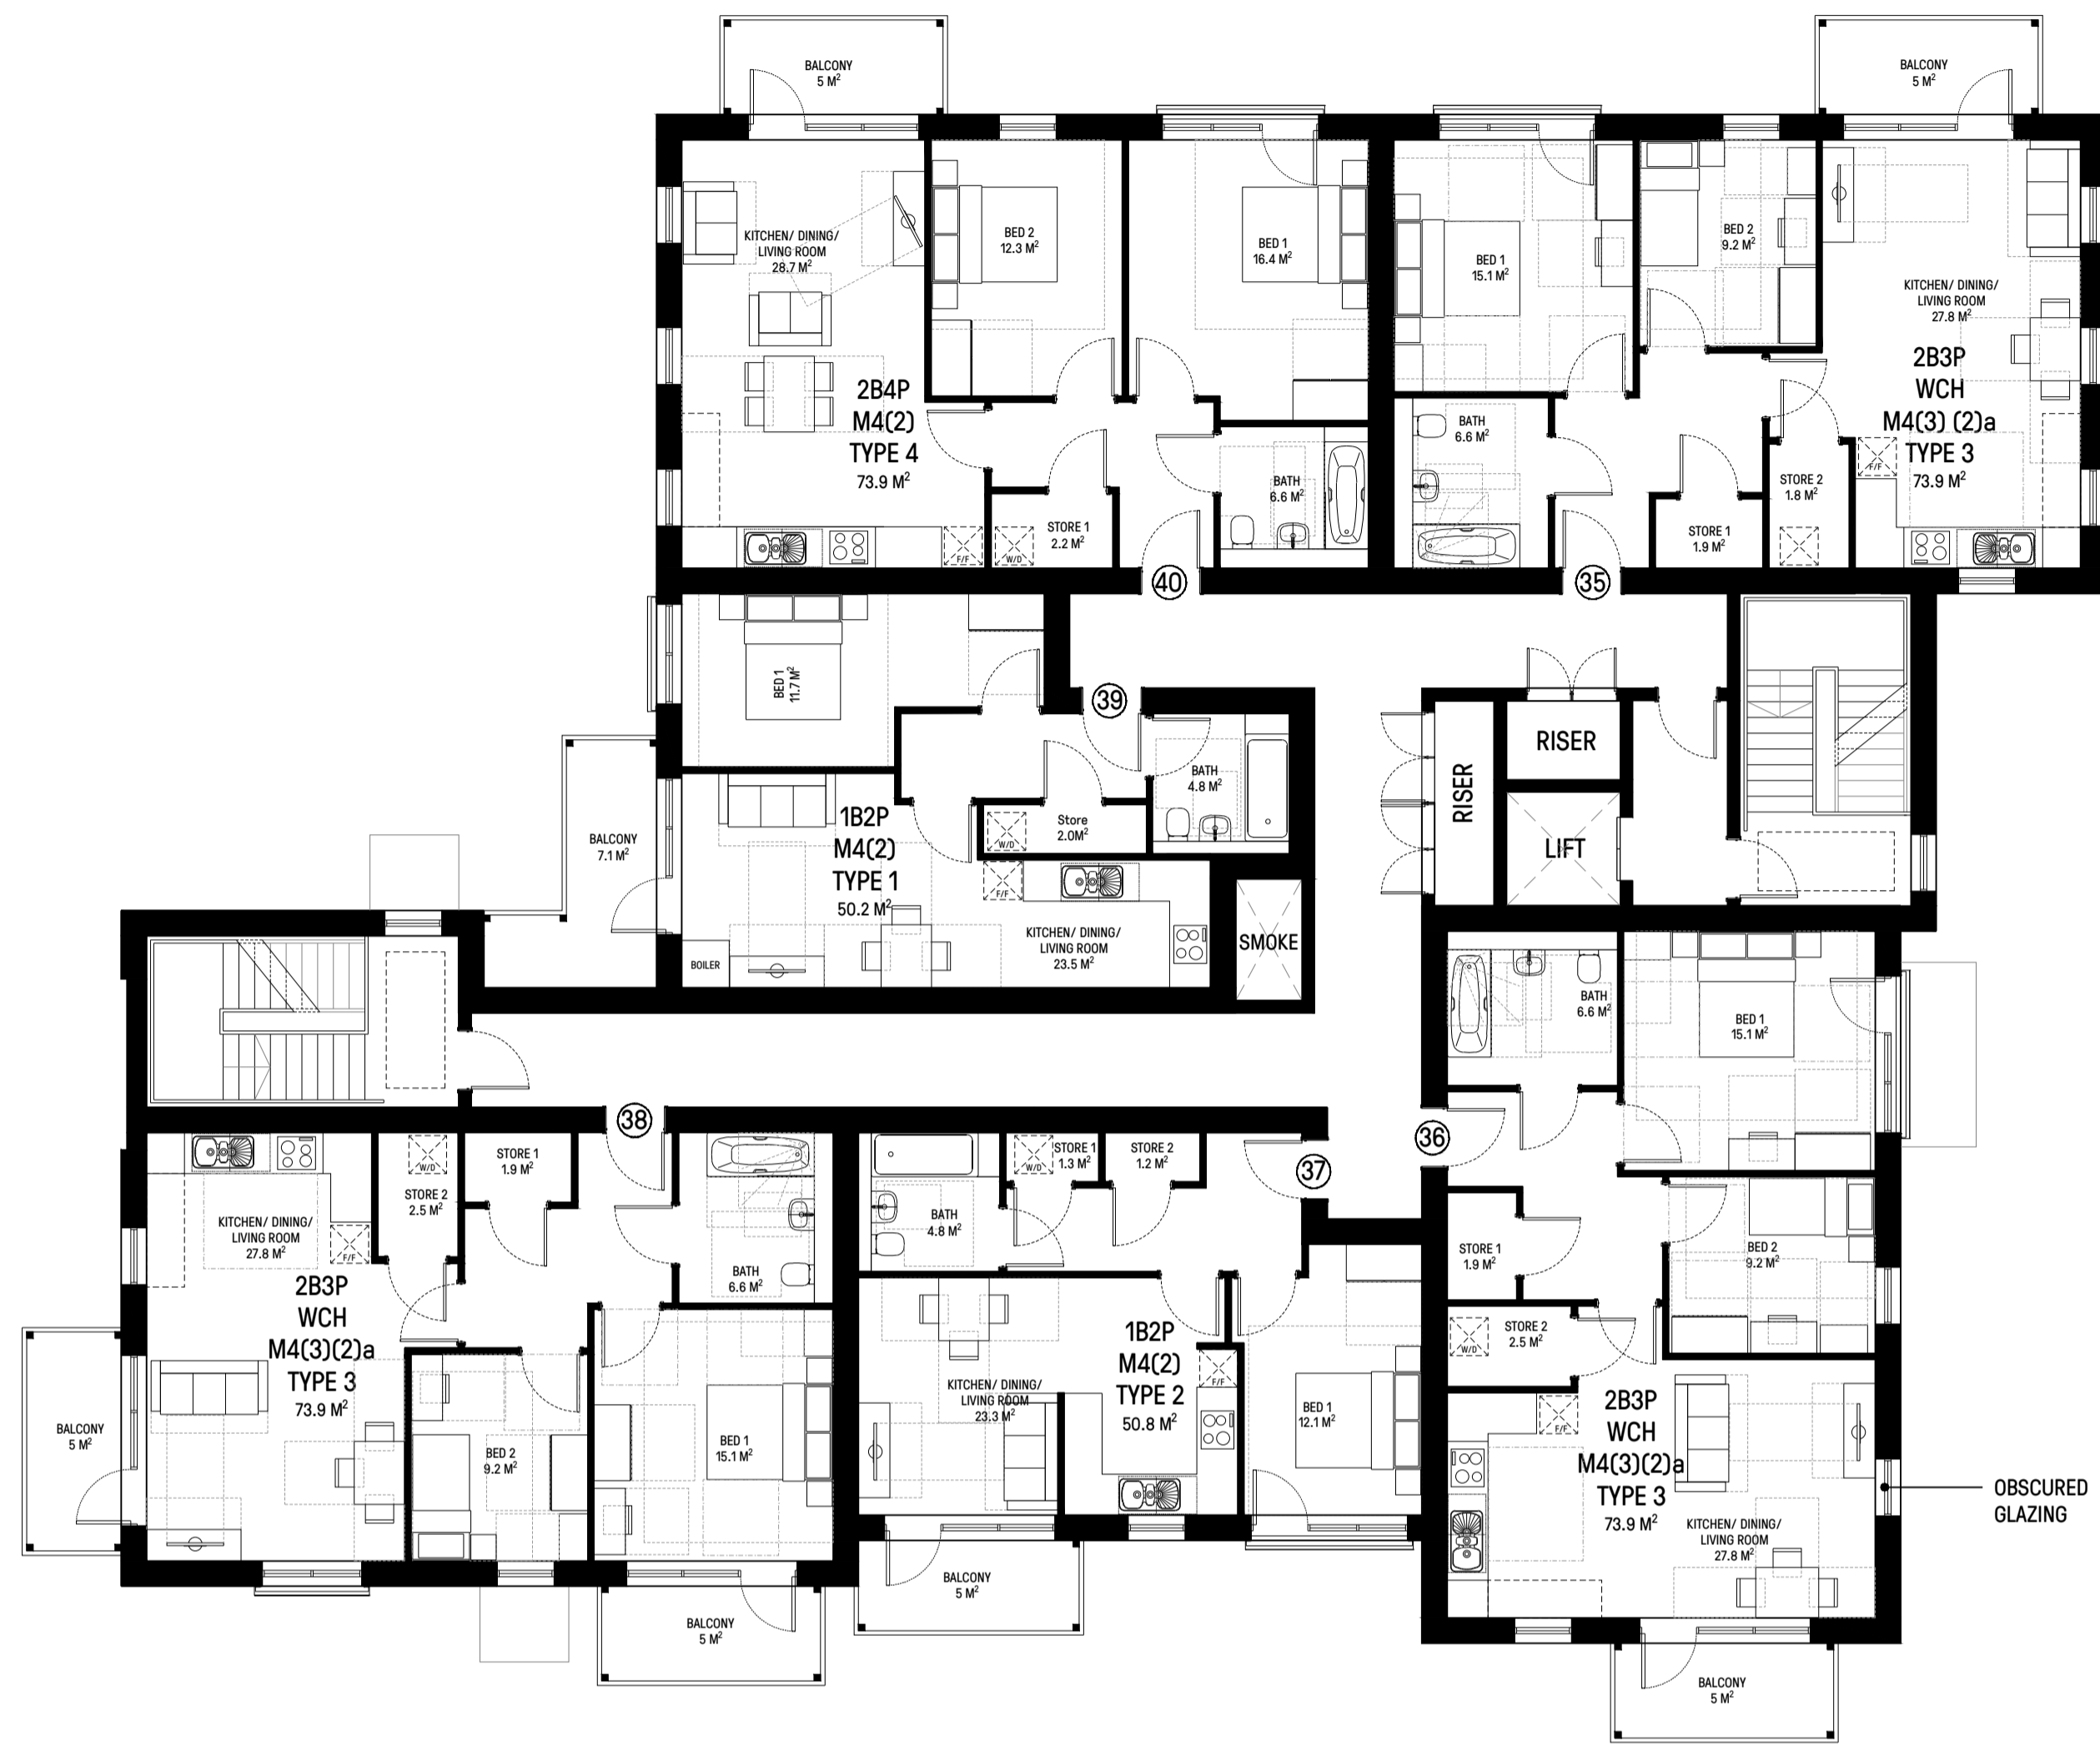 BALCONY
5 M²
BALCONY
5 M²
KITCHEN/ DINING/
LIVING ROOM
28.7 M²
BED 2
12.3 M²
BED 1
16.4 M²
BED 1
15.1 M²
BED 2
9.2 M²
KITCHEN/ DINING/
LIVING ROOM
27.8 M²
2B4P
M4(2)
TYPE 4
73.9 M²
2B3P
WCH
M4(3) (2)a
TYPE 3
73.9 M²
BATH
6.6 M²
BATH
6.6 M²
F/F
STORE 2
1.8 M²
STORE 1
2.2 M²
STORE 1
1.9 M²
F/F
W/D
40
35
BED 1
11.7 M²
39
RISER
RISER
LIFT
BATH
4.8 M²
Store
2.0M²
W/D
1B2P
M4(2)
TYPE 1
50.2 M²
BALCONY
7.1 M²
F/F
KITCHEN/ DINING/
LIVING ROOM
23.5 M²
BOILER
SMOKE
BATH
6.6 M²
BED 1
15.1 M²
38
36
37
STORE 1
1.9 M²
STORE 2
2.5 M²
W/D
STORE 1
1.3 M²
W/D
STORE 2
1.2 M²
BATH
4.8 M²
KITCHEN/ DINING/
LIVING ROOM
27.8 M²
F/F
BATH
6.6 M²
STORE 1
1.9 M²
BED 2
9.2 M²
2B3P
WCH
M4(3)(2)a
TYPE 3
73.9 M²
1B2P
M4(2)
TYPE 2
50.8 M²
STORE 2
2.5 M²
W/D
F/F
KITCHEN/ DINING/
LIVING ROOM
23.3 M²
BED 1
12.1 M²
2B3P
WCH
M4(3)(2)a
TYPE 3
73.9 M²
F/F
BALCONY
5 M²
BED 2
9.2 M²
BED 1
15.1 M²
OBSCURED
GLAZING
KITCHEN/ DINING/
LIVING ROOM
27.8 M²
BALCONY
5 M²
BALCONY
5 M²
BALCONY
5 M²